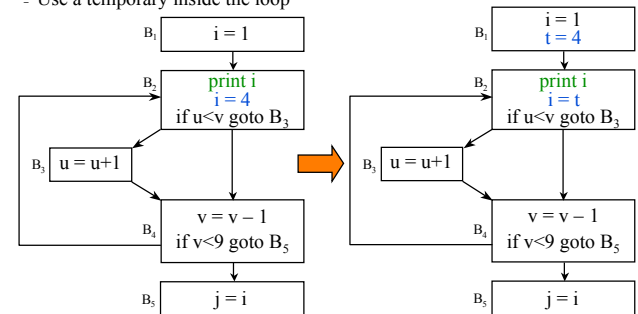 - Use a temporary inside the loop
B₁
i = 1
B₂
print i
i = 4
if u<v goto B₃
B₃
u = u+1
B₄
v = v – 1
if v<9 goto B₅
B₅
j = i
B₁
i = 1
t = 4
B₂
print i
i = t
if u<v goto B₃
B₃
u = u+1
B₄
v = v – 1
if v<9 goto B₅
B₅
j = i